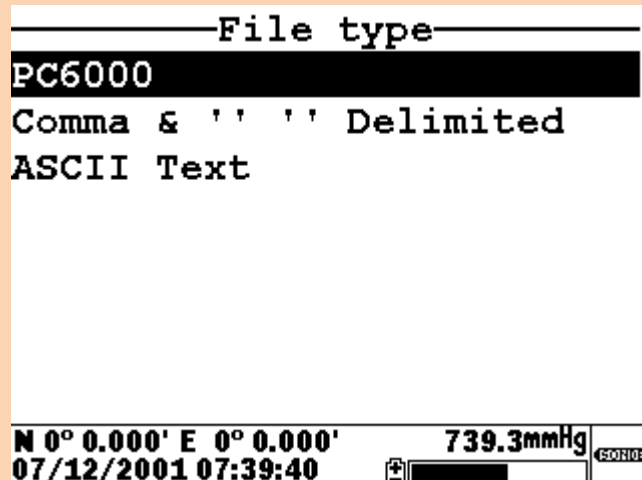 File type
PC6000
Comma & '' '' Delimited
ASCII Text
N 0° 0.000' E 0° 0.000' 739.3mmHg
07/12/2001 07:39:40